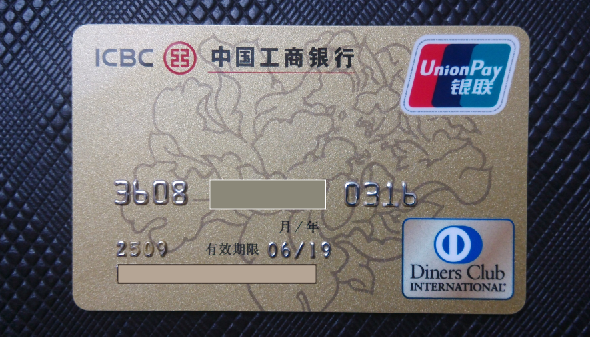 ICBC 中国工商银行
UnionPay
银联
3608 0316
月/年
2509 有效期限 06/19
Diners Club
INTERNATIONAL